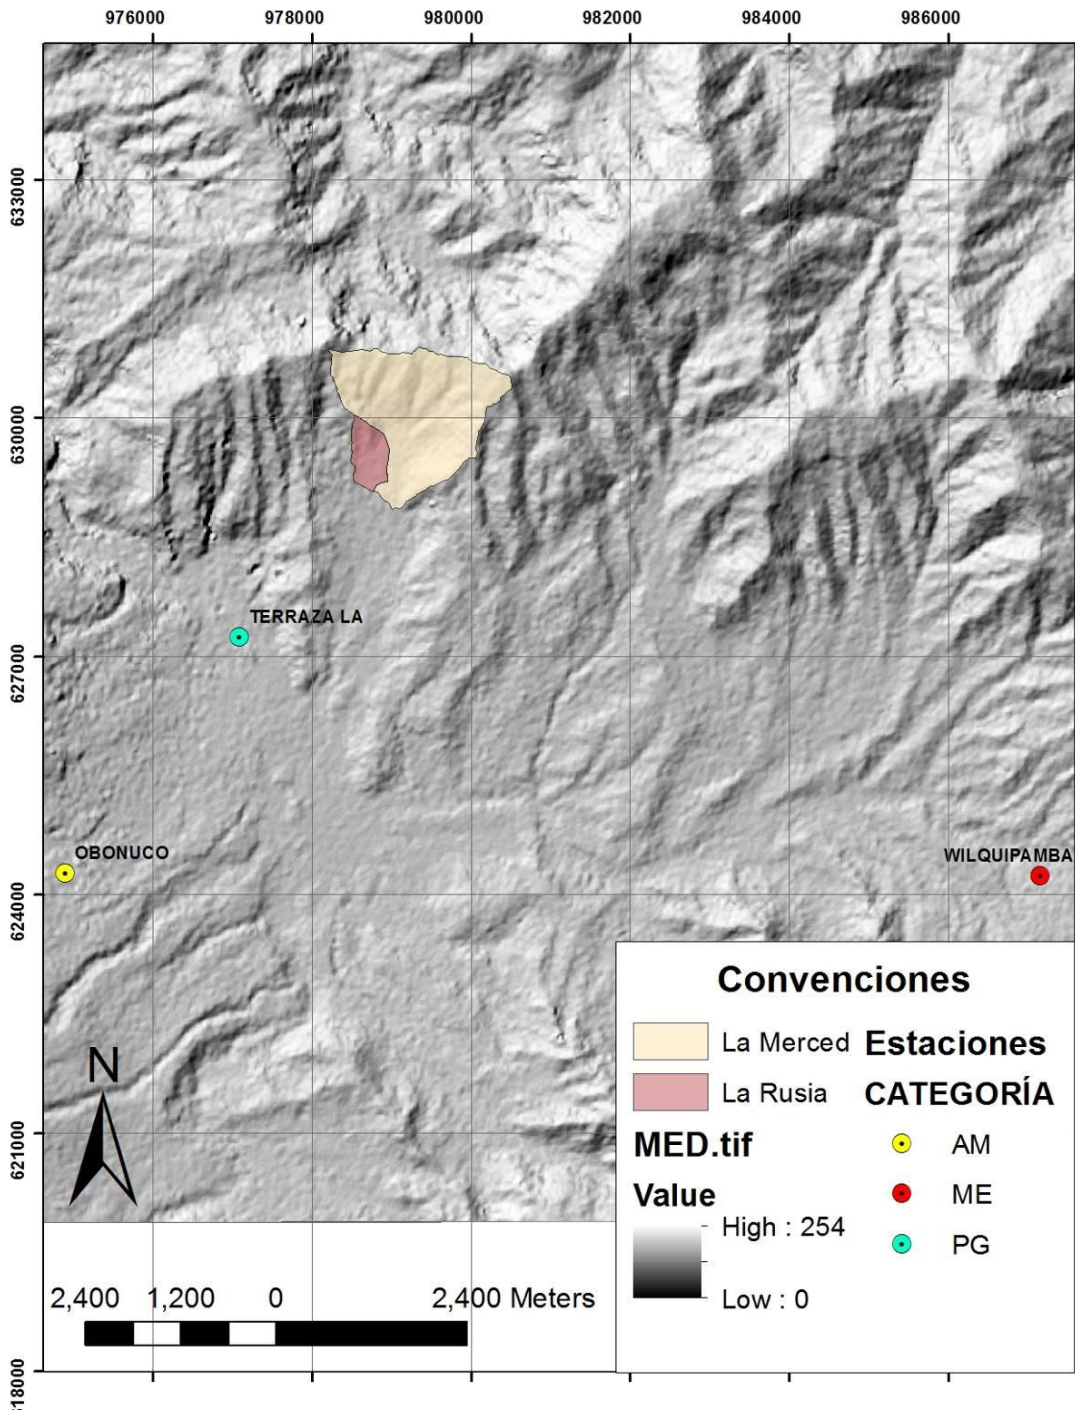 976000 978000 980000 982000 984000 986000
633000
630000
627000
624000
621000
618000
TERRAZA LA
OBONUCO
WILQUIPAMBA
N
2,400 1,200 0 2,400 Meters
Convenciones
La Merced
La Rusia
MED.tif
Value
High : 254
Low : 0
Estaciones
CATEGORÍA
AM
ME
PG